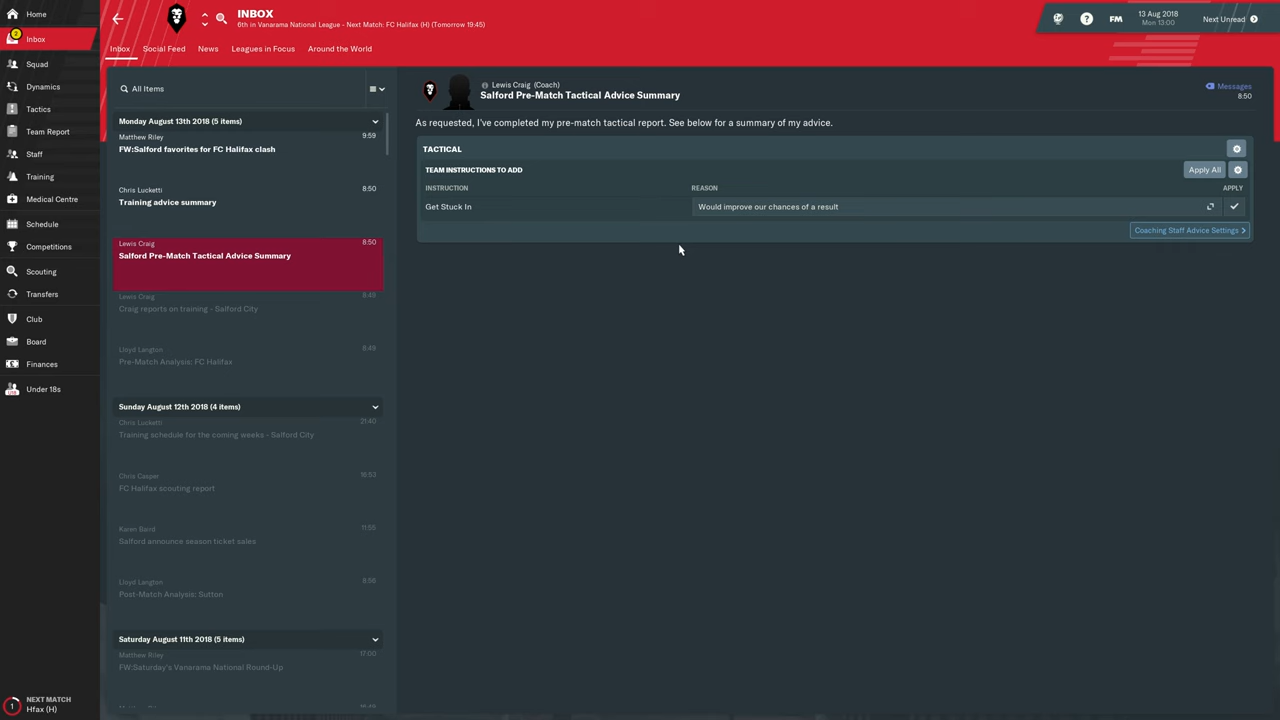 Home
2
Inbox
Squad
Dynamics
Tactics
Team Report
Staff
Training
Medical Centre
Schedule
Competitions
Scouting
Transfers
Club
Board
Finances
Under 18s
1
NEXT MATCH
Hfax (H)
INBOX
6th in Vanarama National League - Next Match: FC Halifax (H) (Tomorrow 19:45)
FM
13 Aug 2018
Mon 13:00
Next Unread
Inbox Social Feed News Leagues in Focus Around the World
All Items
Monday August 13th 2018 (5 items)
Matthew Riley 9:59
FW:Salford favorites for FC Halifax clash
Chris Lucketti 8:50
Training advice summary
Lewis Craig 8:50
Salford Pre-Match Tactical Advice Summary
Lewis Craig 8:49
Craig reports on training - Salford City
Lloyd Langton 8:49
Pre-Match Analysis: FC Halifax
Sunday August 12th 2018 (4 items)
Chris Lucketti 21:40
Training schedule for the coming weeks - Salford City
Chris Casper 16:53
FC Halifax scouting report
Karen Baird 11:55
Salford announce season ticket sales
Lloyd Langton 8:56
Post-Match Analysis: Sutton
Saturday August 11th 2018 (5 items)
Matthew Riley 17:00
FW:Saturday's Vanarama National Round-Up
Lewis Craig (Coach)
Salford Pre-Match Tactical Advice Summary
Messages
8:50
As requested, I've completed my pre-match tactical report. See below for a summary of my advice.
TACTICAL
TEAM INSTRUCTIONS TO ADD
Apply All
INSTRUCTION REASON APPLY
Get Stuck In Would improve our chances of a result
Coaching Staff Advice Settings